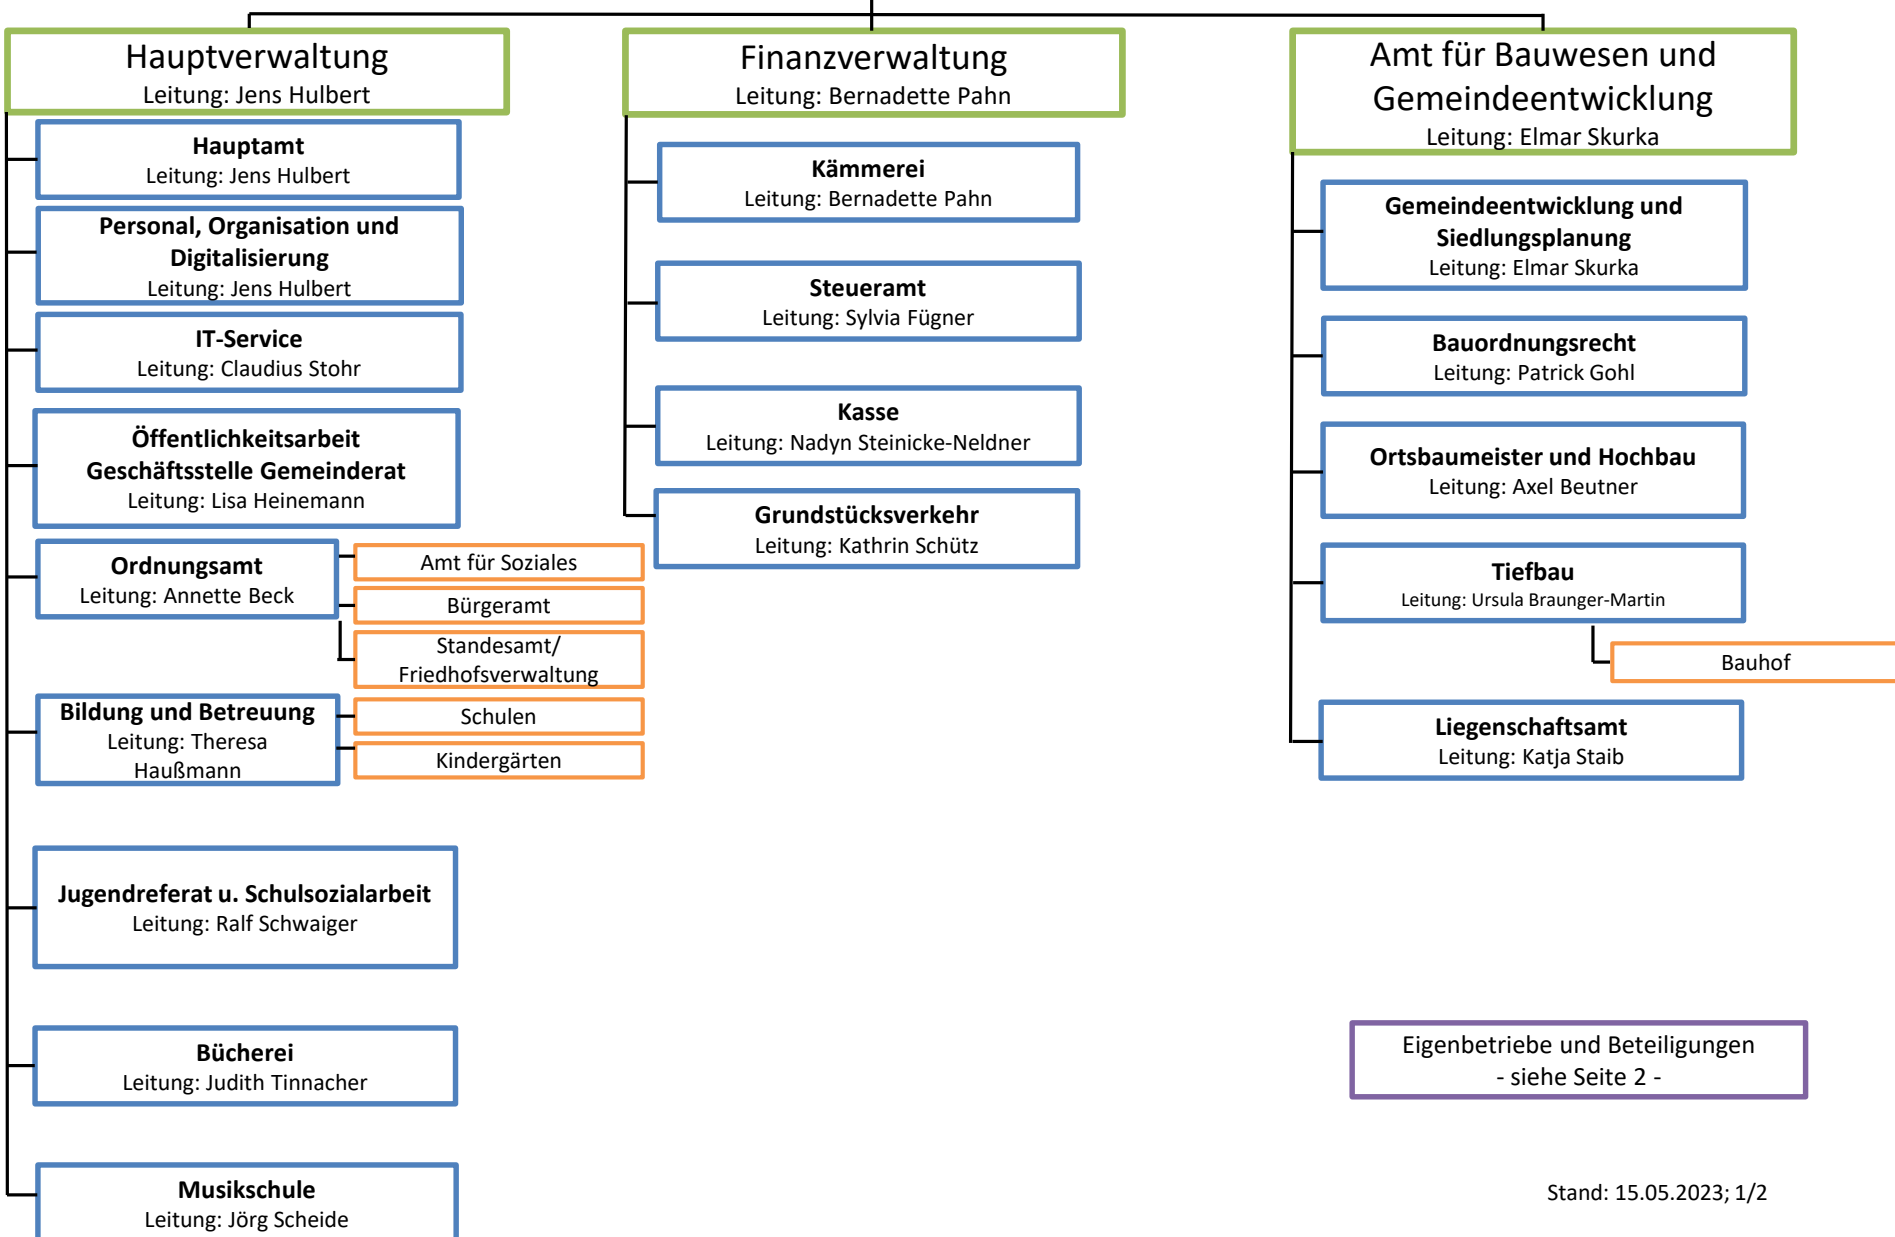 Hauptverwaltung
Leitung: Jens Hulbert
Hauptamt
Leitung: Jens Hulbert
Personal, Organisation und
Digitalisierung
Leitung: Jens Hulbert
IT-Service
Leitung: Claudius Stohr
Öffentlichkeitsarbeit
Geschäftsstelle Gemeinderat
Leitung: Lisa Heinemann
Ordnungsamt
Leitung: Annette Beck
Amt für Soziales
Bürgeramt
Standesamt/
Friedhofsverwaltung
Bildung und Betreuung
Leitung: Theresa
Haußmann
Schulen
Kindergärten
Jugendreferat u. Schulsozialarbeit
Leitung: Ralf Schwaiger
Bücherei
Leitung: Judith Tinnacher
Musikschule
Leitung: Jörg Scheide
Finanzverwaltung
Leitung: Bernadette Pahn
Kämmerei
Leitung: Bernadette Pahn
Steueramt
Leitung: Sylvia Fügner
Kasse
Leitung: Nadyn Steinicke-Neldner
Grundstücksverkehr
Leitung: Kathrin Schütz
Amt für Bauwesen und
Gemeindeentwicklung
Leitung: Elmar Skurka
Gemeindeentwicklung und
Siedlungsplanung
Leitung: Elmar Skurka
Bauordnungsrecht
Leitung: Patrick Gohl
Ortsbaumeister und Hochbau
Leitung: Axel Beutner
Tiefbau
Leitung: Ursula Braunger-Martin
Bauhof
Liegenschaftsamt
Leitung: Katja Staib
Eigenbetriebe und Beteiligungen
- siehe Seite 2 -
Stand: 15.05.2023; 1/2